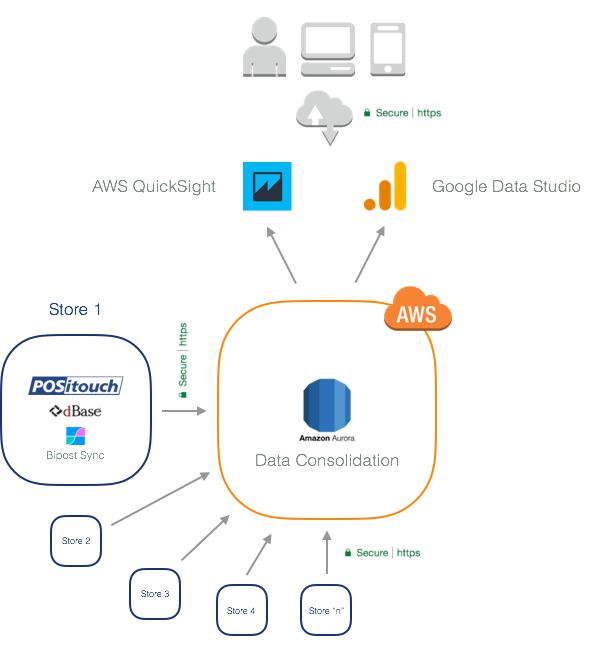 Secure | https
AWS QuickSight
Google Data Studio
AWS
Store 1
Secure | https
POSitouch
dBase
Bipost Sync
Amazon Aurora
Data Consolidation
Store 2
Secure | https
Store 3
Store 4
Store “n”